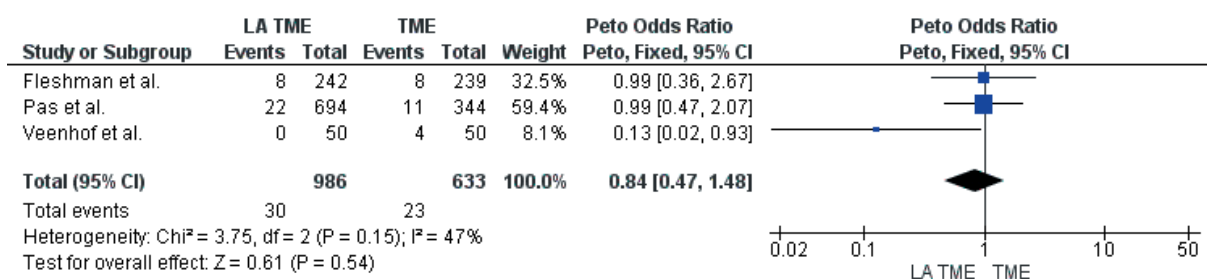 LA TME TME Peto Odds Ratio Peto Odds Ratio
Study or Subgroup Events Total Events Total Weight Peto, Fixed, 95% CI Peto, Fixed, 95% CI
Fleshman et al. 8 242 8 239 32.5% 0.99 [0.36, 2.67]
Pas et al. 22 694 11 344 59.4% 0.99 [0.47, 2.07]
Veenhof et al. 0 50 4 50 8.1% 0.13 [0.02, 0.93]
Total (95% CI) 986 633 100.0% 0.84 [0.47, 1.48]
Total events 30 23
Heterogeneity: Chi² = 3.75, df = 2 (P = 0.15); I² = 47%
Test for overall effect: Z = 0.61 (P = 0.54)
0.02 0.1 1 10 50
LA TME TME